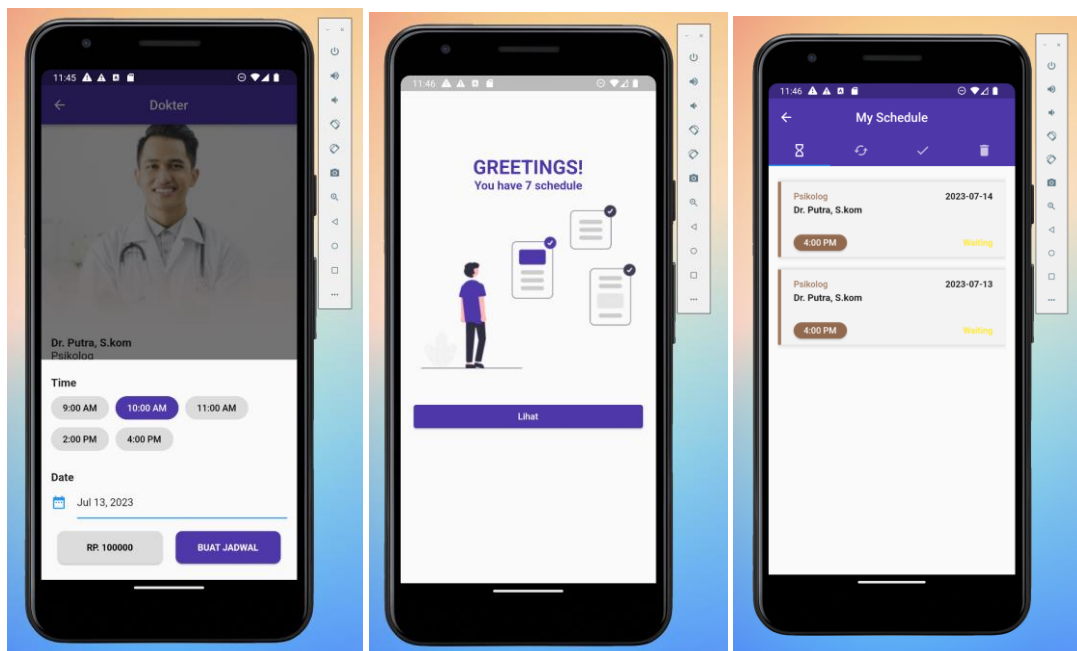 11:45
Dokter
Dr. Putra, S.kom
Psikolog
Time
9:00 AM 10:00 AM 11:00 AM
2:00 PM 4:00 PM
Date
Jul 13, 2023
RP. 100000 BUAT JADWAL
11:46
GREETINGS!
You have 7 schedule
Lihat
11:46
My Schedule
Psikolog 2023-07-14
Dr. Putra, S.kom
4:00 PM Waiting
Psikolog 2023-07-13
Dr. Putra, S.kom
4:00 PM Waiting